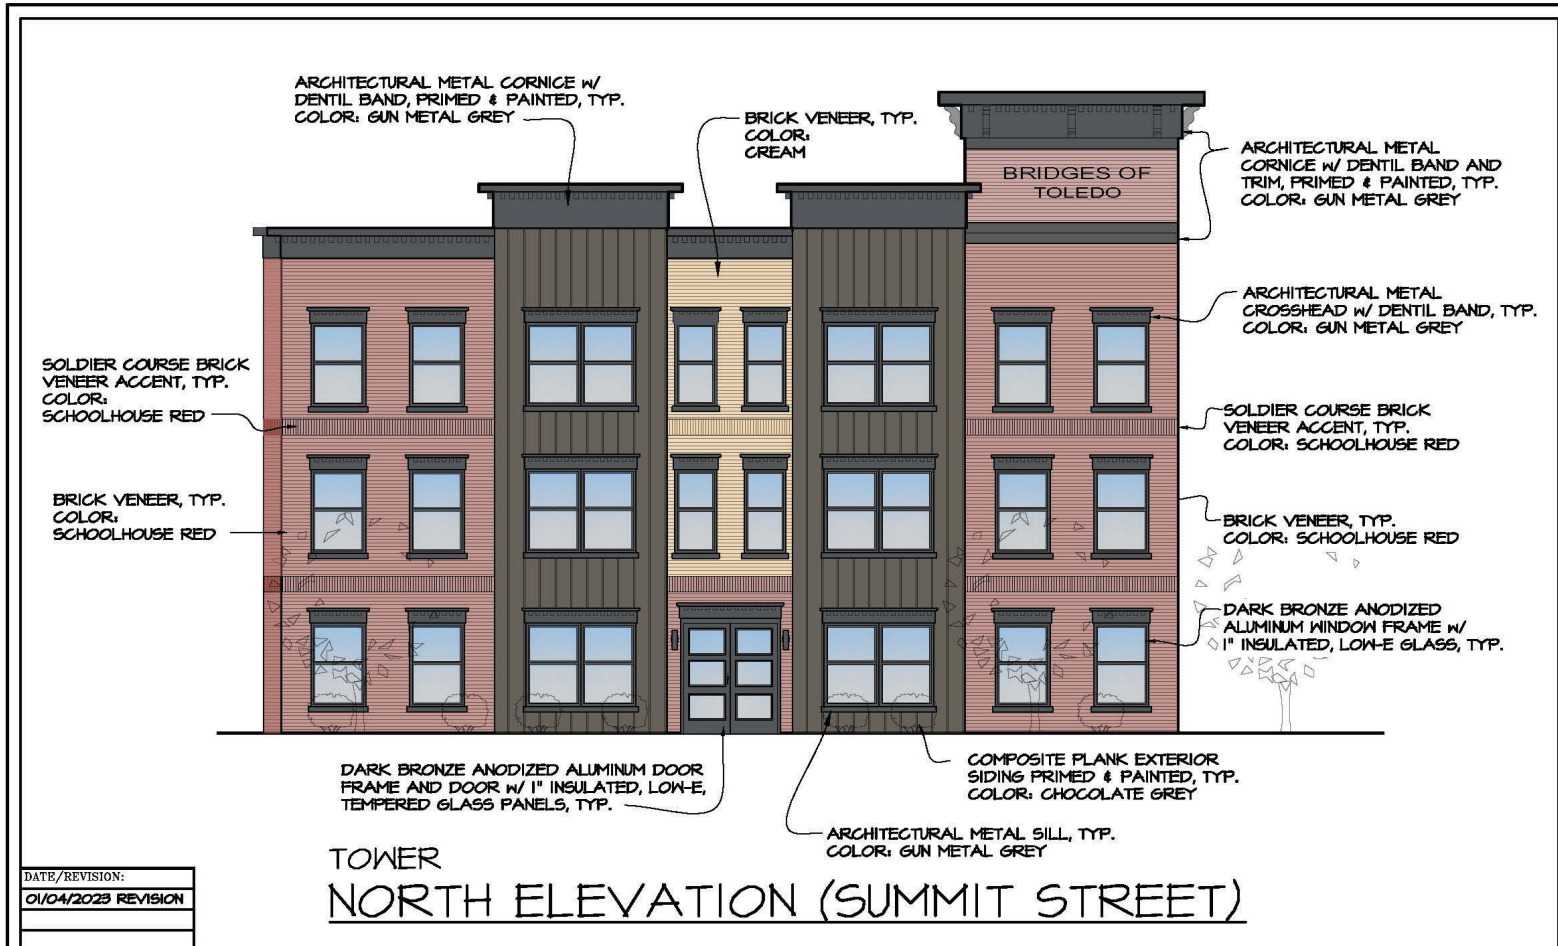 ARCHITECTURAL METAL CORNICE W/
DENTIL BAND, PRIMED & PAINTED, TYP.
COLOR: GUN METAL GREY
BRICK VENEER, TYP.
COLOR:
CREAM
BRIDGES OF
TOLEDO
ARCHITECTURAL METAL
CORNICE W/ DENTIL BAND AND
TRIM, PRIMED & PAINTED, TYP.
COLOR: GUN METAL GREY
ARCHITECTURAL METAL
CROSSHEAD W/ DENTIL BAND, TYP.
COLOR: GUN METAL GREY
SOLDIER COURSE BRICK
VENEER ACCENT, TYP.
COLOR:
SCHOOLHOUSE RED
SOLDIER COURSE BRICK
VENEER ACCENT, TYP.
COLOR: SCHOOLHOUSE RED
BRICK VENEER, TYP.
COLOR:
SCHOOLHOUSE RED
BRICK VENEER, TYP.
COLOR: SCHOOLHOUSE RED
DARK BRONZE ANODIZED
ALUMINUM WINDOW FRAME W/
1" INSULATED, LOW-E GLASS, TYP.
DARK BRONZE ANODIZED ALUMINUM DOOR
FRAME AND DOOR W/ 1" INSULATED, LOW-E,
TEMPERED GLASS PANELS, TYP.
COMPOSITE PLANK EXTERIOR
SIDING PRIMED & PAINTED, TYP.
COLOR: CHOCOLATE GREY
ARCHITECTURAL METAL SILL, TYP.
COLOR: GUN METAL GREY
TOWER
NORTH ELEVATION (SUMMIT STREET)
DATE/REVISION:
01/04/2023 REVISION